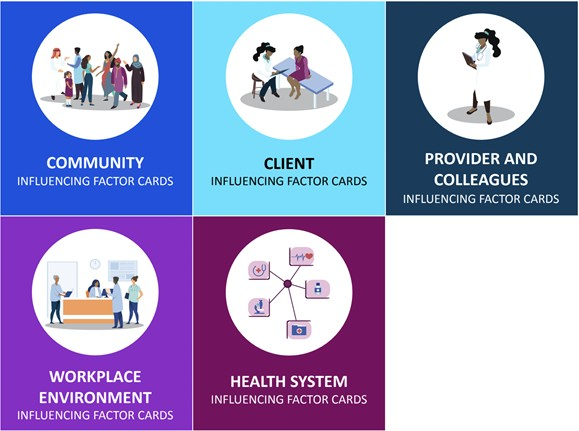 COMMUNITY
INFLUENCING FACTOR CARDS
CLIENT
INFLUENCING FACTOR CARDS
PROVIDER AND
COLLEAGUES
INFLUENCING FACTOR CARDS
WORKPLACE
ENVIRONMENT
INFLUENCING FACTOR CARDS
HEALTH SYSTEM
INFLUENCING FACTOR CARDS